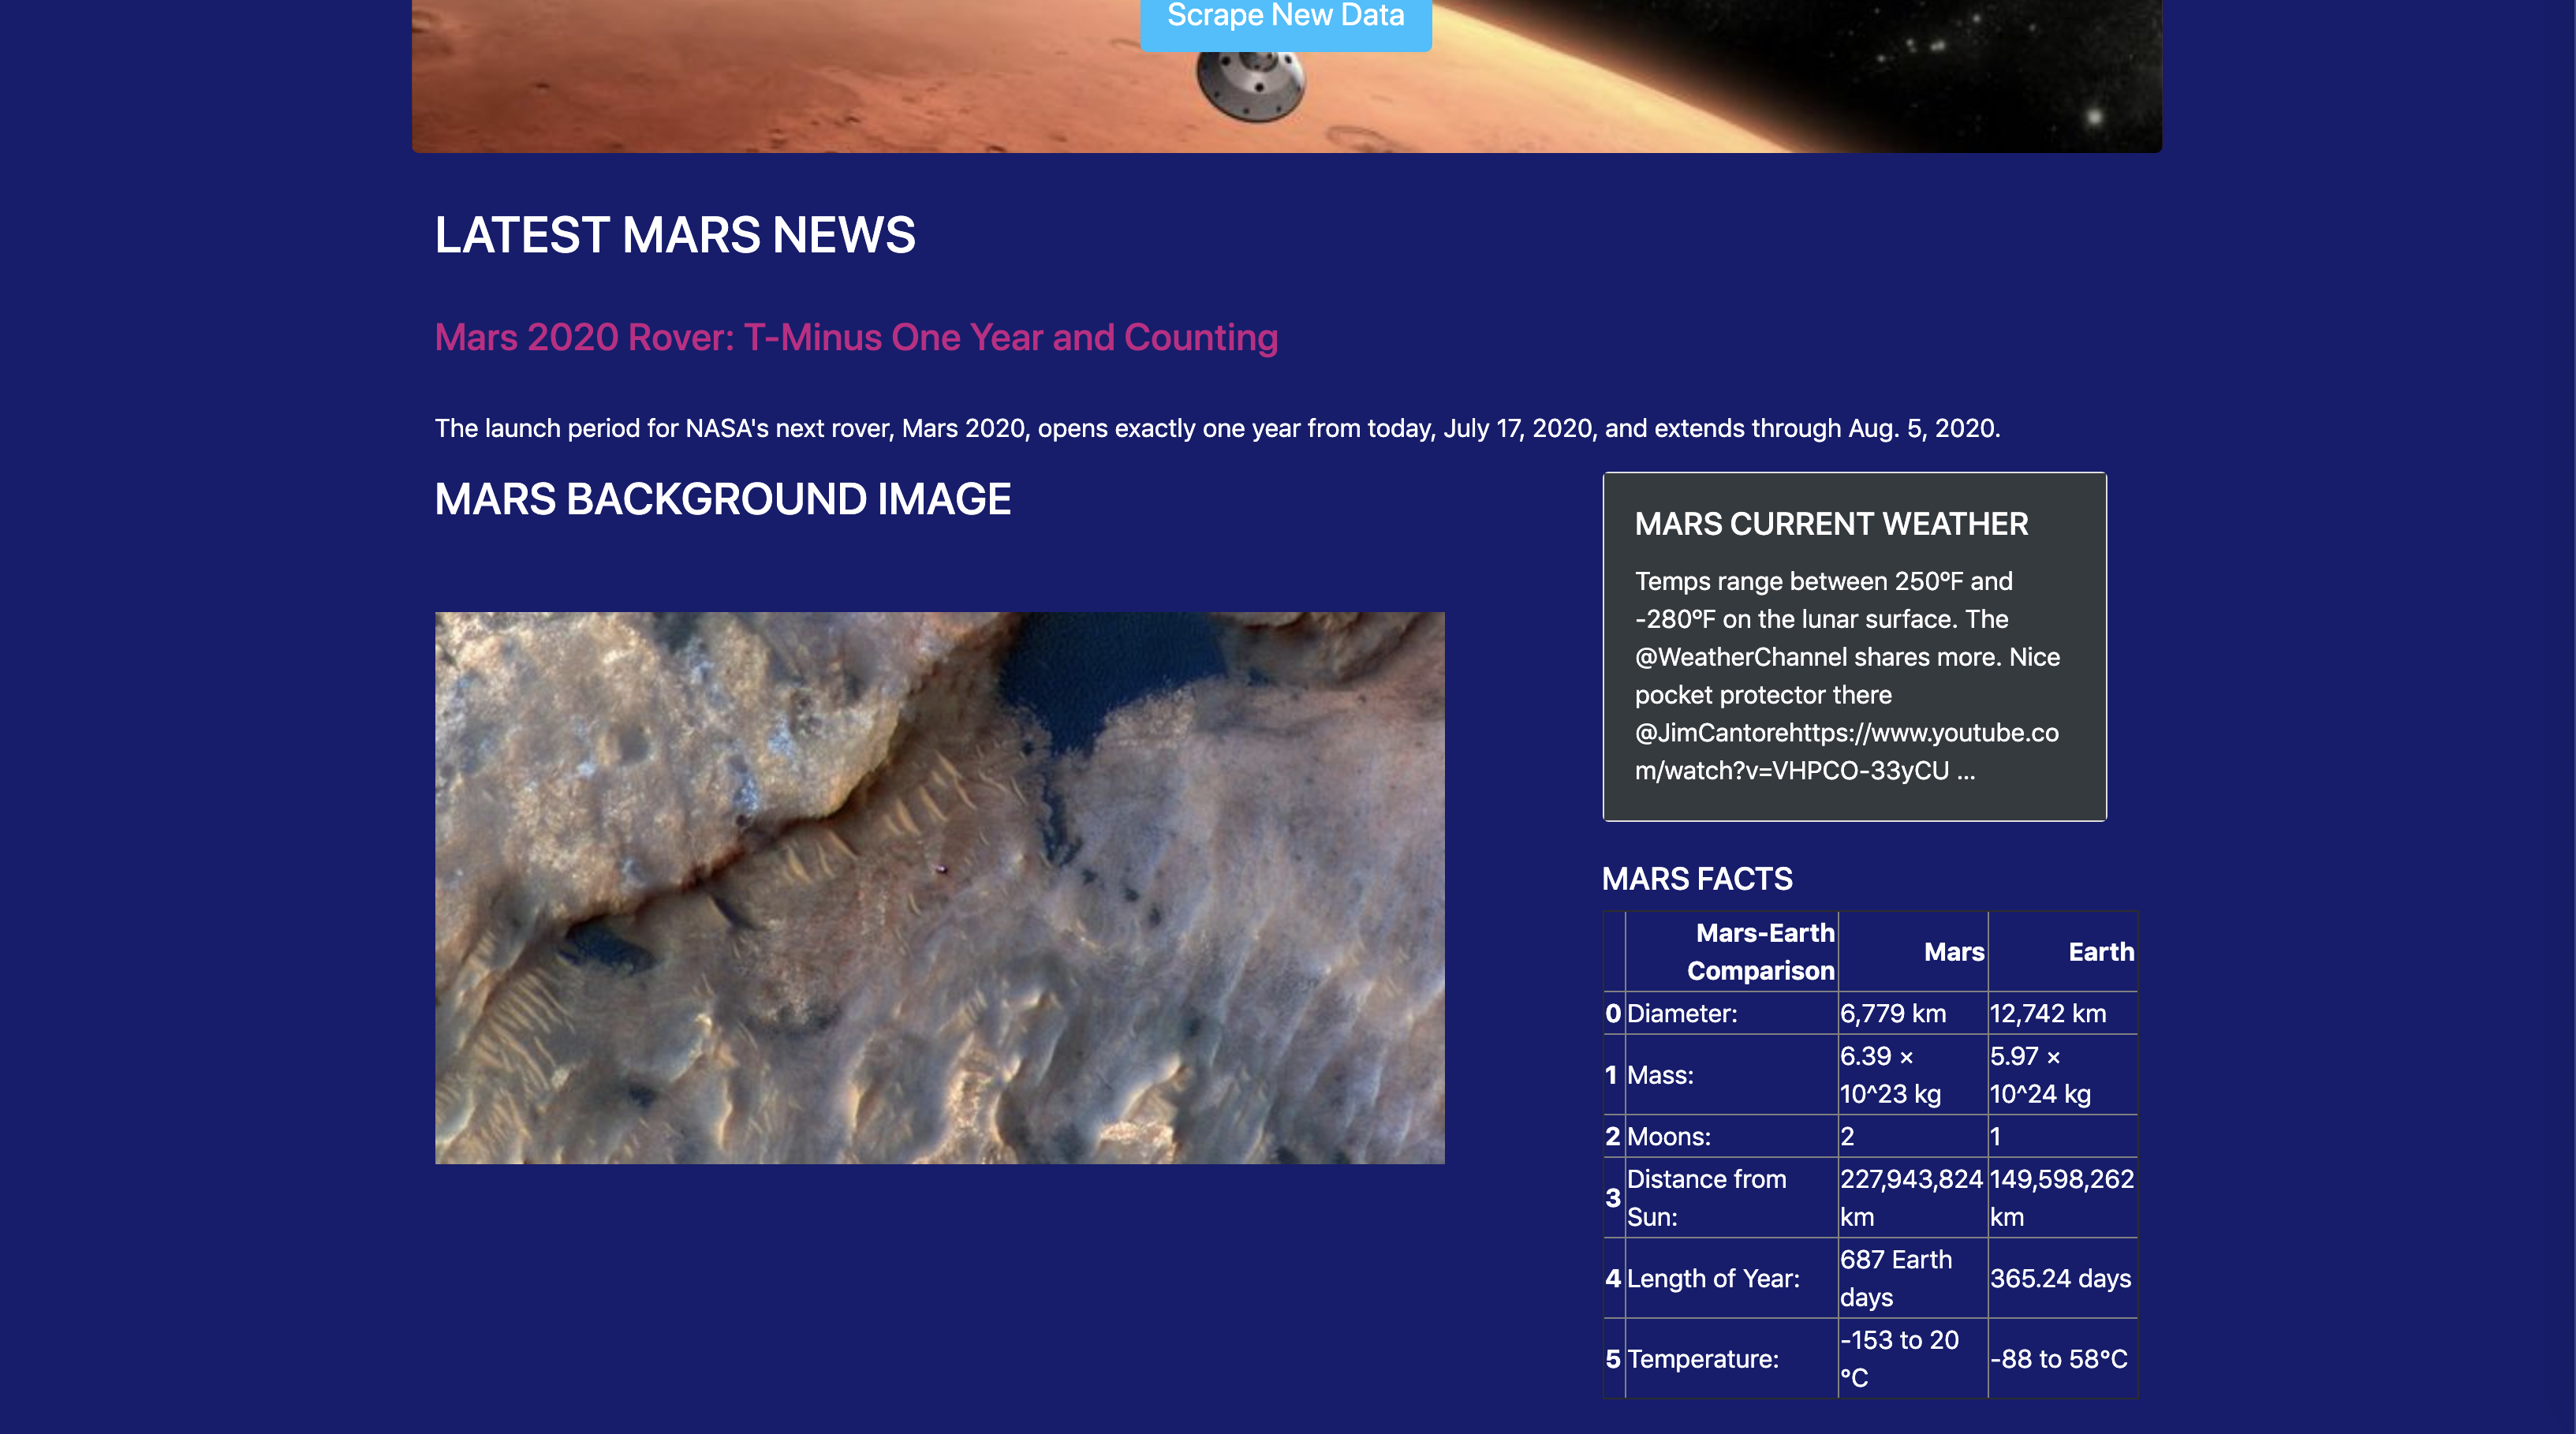 Scrape New Data
LATEST MARS NEWS
Mars 2020 Rover: T-Minus One Year and Counting
The launch period for NASA's next rover, Mars 2020, opens exactly one year from today, July 17, 2020, and extends through Aug. 5, 2020.
MARS BACKGROUND IMAGE
MARS CURRENT WEATHER
Temps range between 250ºF and
-280ºF on the lunar surface. The
@WeatherChannel shares more. Nice
pocket protector there
@JimCantorehttps://www.youtube.co
m/watch?v=VHPCO-33yCU ...
MARS FACTS
Mars-Earth Comparison Mars Earth
0 Diameter: 6,779 km 12,742 km
1 Mass: 6.39 × 10^23 kg 5.97 × 10^24 kg
2 Moons: 2 1
3 Distance from Sun: 227,943,824 km 149,598,262 km
4 Length of Year: 687 Earth days 365.24 days
5 Temperature: -153 to 20 °C -88 to 58°C